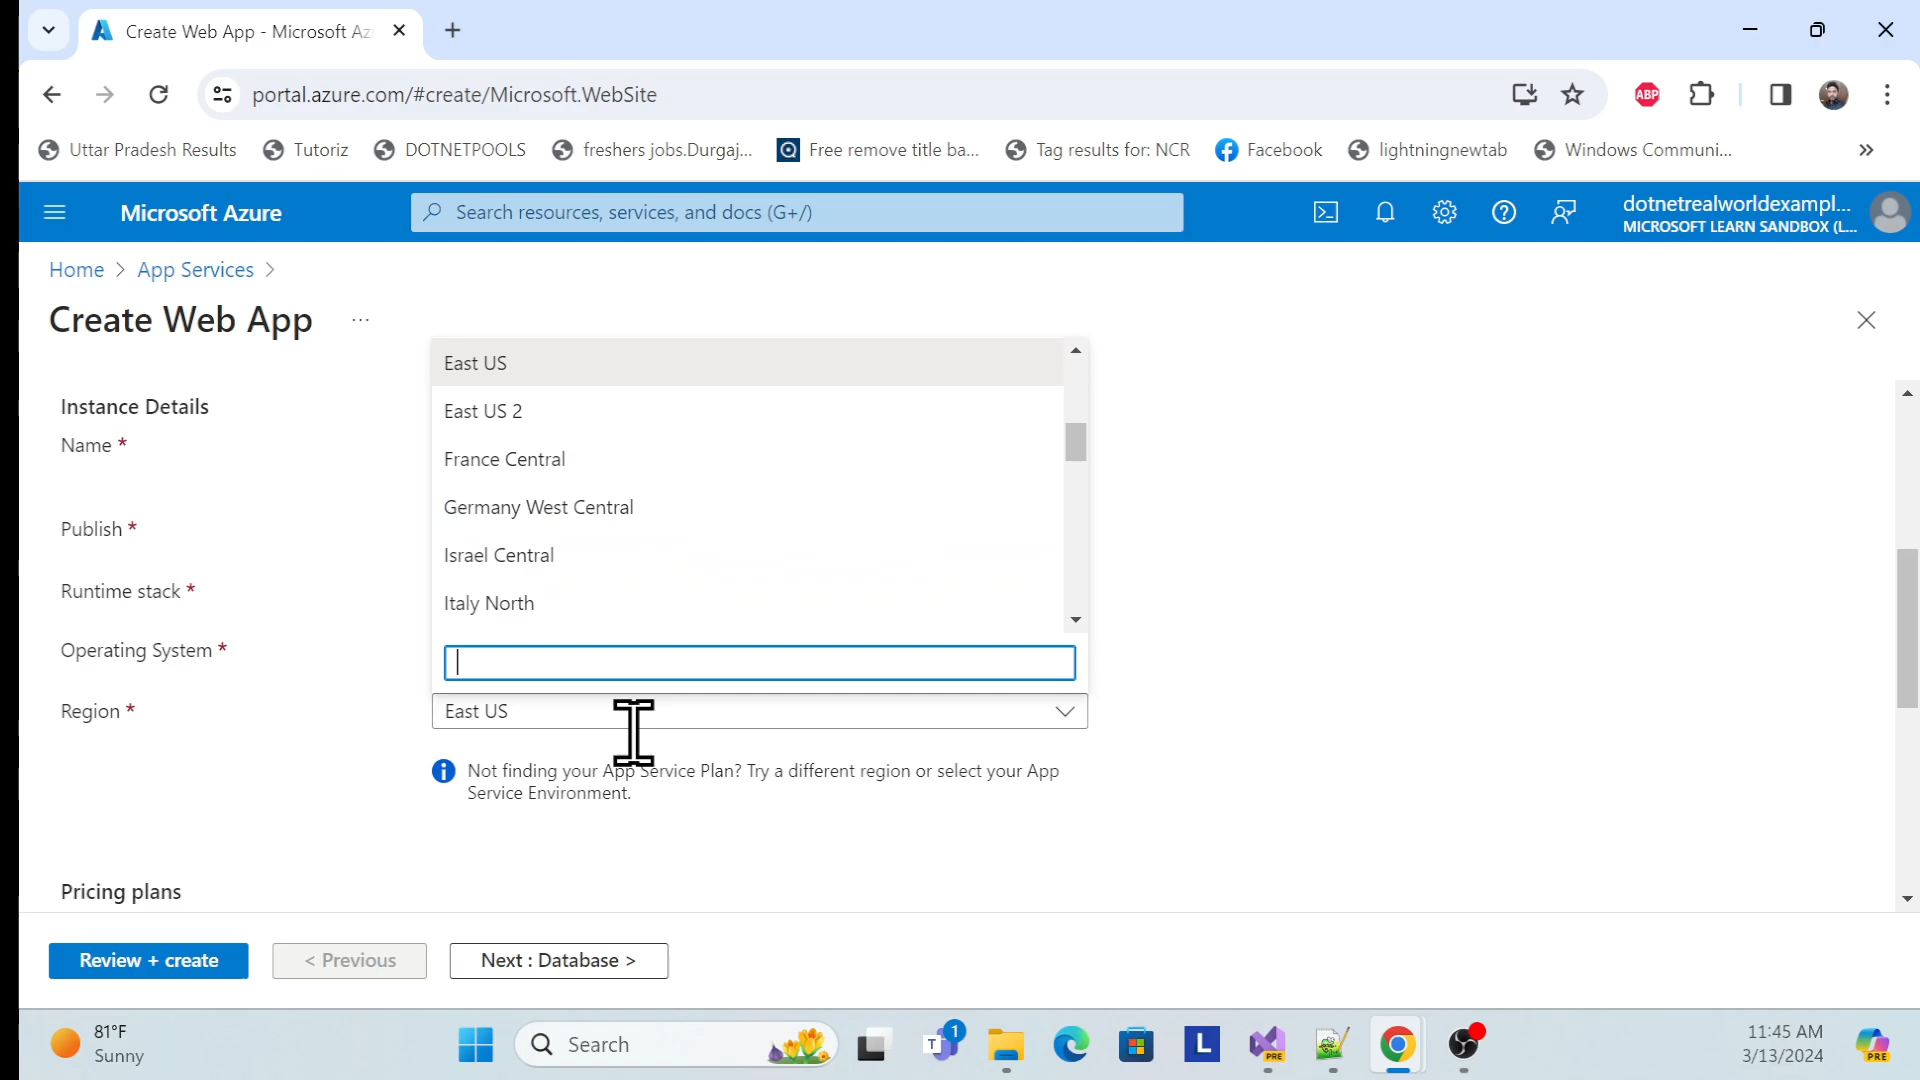 Create Web App - Microsoft Az
portal.azure.com/#create/Microsoft.WebSite
ABP
Uttar Pradesh Results
Tutoriz
DOTNETPOOLS
freshers jobs.Durgaj...
Free remove title ba...
Tag results for: NCR
Facebook
lightningnewtab
Windows Communi...
Microsoft Azure
Search resources, services, and docs (G+/)
dotnetrealworldexampl...
MICROSOFT LEARN SANDBOX (L...
Home > App Services >
Create Web App ...
East US
East US 2
France Central
Germany West Central
Israel Central
Italy North
Instance Details
Name *
Publish *
Runtime stack *
Operating System *
Region *
East US
Not finding your App Service Plan? Try a different region or select your App
Service Environment.
Pricing plans
Review + create
< Previous
Next : Database >
81°F
Sunny
Search
T
1
L
PRE
11:45 AM
3/13/2024
PRE